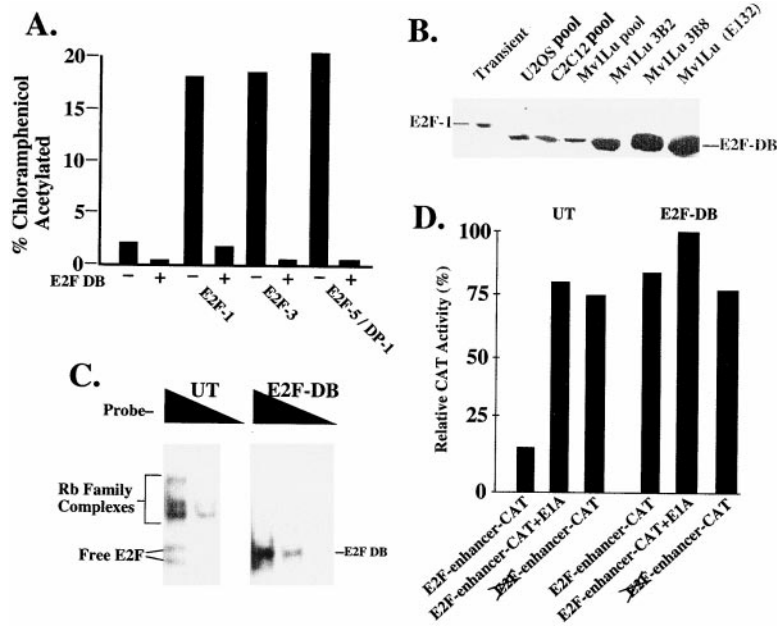 A.
% Chloramphenicol
Acetylated
20
15
10
5
0
E2F DB
− + − + − + − +
E2F-1
E2F-3
E2F-5 / DP-1
B.
Transient
U2OS pool
C2C12 pool
Mv1Lu pool
Mv1Lu 3B2
Mv1Lu 3B8
Mv1Lu (E132)
E2F-1
E2F-DB
C.
UT
E2F-DB
Probe–
Rb Family
Complexes
Free E2F
E2F DB
D.
UT
E2F-DB
Relative CAT Activity (%)
100
75
50
25
0
E2F-enhancer-CAT
E2F-enhancer-CAT+E1A
E2F-enhancer-CAT
E2F-enhancer-CAT
E2F-enhancer-CAT+E1A
E2F-enhancer-CAT